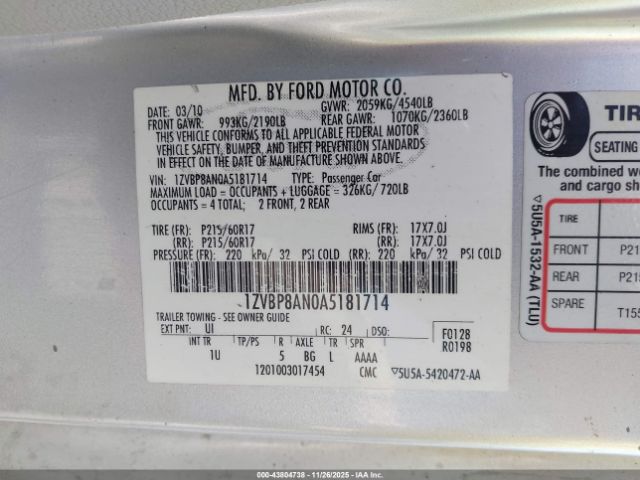 MFD. BY FORD MOTOR CO.
DATE: 03/10 GVWR: 2059KG/4540LB
FRONT GAWR: 993KG/2190LB REAR GAWR: 1070KG/2360LB
THIS VEHICLE CONFORMS TO ALL APPLICABLE FEDERAL MOTOR
VEHICLE SAFETY, BUMPER, AND THEFT PREVENTION STANDARDS
IN EFFECT ON THE DATE OF MANUFACTURE SHOWN ABOVE.
VIN: 1ZVBP8AN0A5181714 TYPE: Passenger Car
MAXIMUM LOAD = OCCUPANTS + LUGGAGE = 326KG/720LB
OCCUPANTS = 4 TOTAL; 2 FRONT, 2 REAR
TIRE (FR): P215/60R17 RIMS (FR): 17X7.0J
(RR): P215/60R17 (RR): 17X7.0J
PRESSURE (FR): 220 kPa/ 32 PSI COLD (RR): 220 kPa/ 32 PSI COLD
1ZVBP8AN0A5181714
TRAILER TOWING - SEE OWNER GUIDE
EXT PNT: UI RC: 24 DSO: F0128
R0198
INT TR TP/PS R AXLE TR SPR
1U 5 BG L AAAA
1201003017454 CMC ▽5U5A-5420472-AA
▽5U5A-1532-AA (TLU)
TIR
SEATING
The combined w
and cargo sh
TIRE
FRONT P21
REAR P21
SPARE T155
000-43804738 - 11/26/2025 - IAAI.com